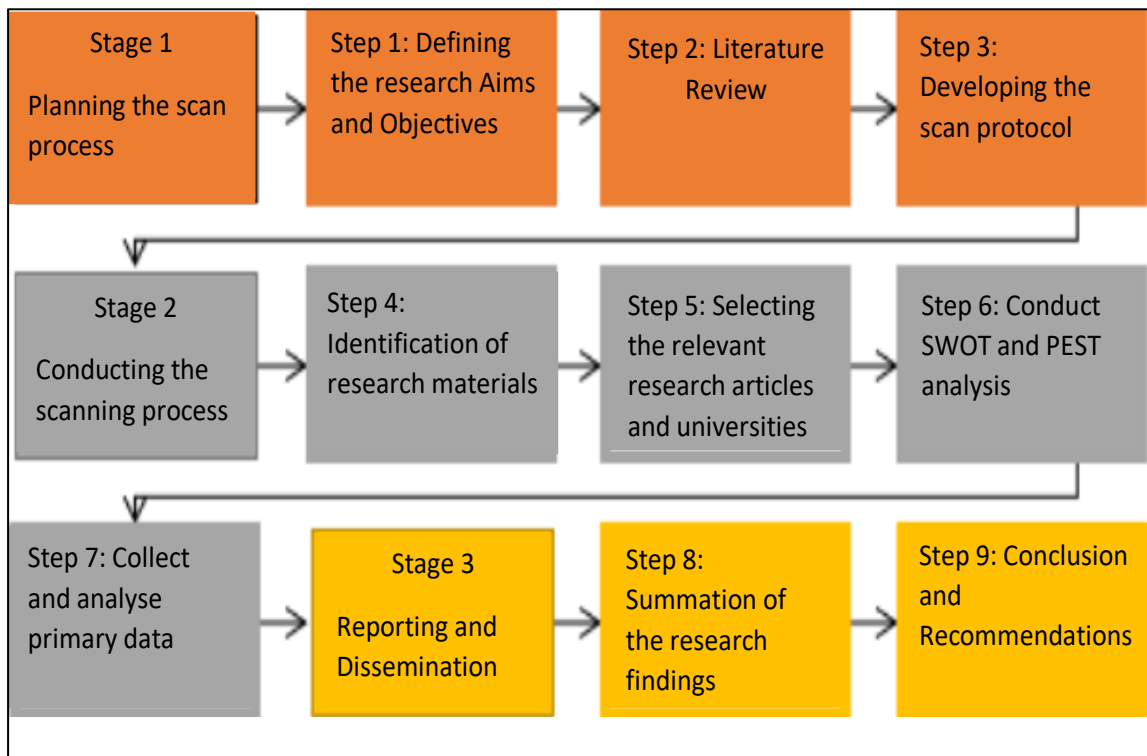 Stage 1
Planning the scan
process
Step 1: Defining
the research Aims
and Objectives
Step 2: Literature
Review
Step 3:
Developing the
scan protocol
Stage 2
Conducting the
scanning process
Step 4:
Identification of
research materials
Step 5: Selecting
the relevant
research articles
and universities
Step 6: Conduct
SWOT and PEST
analysis
Step 7: Collect
and analyse
primary data
Stage 3
Reporting and
Dissemination
Step 8:
Summation of
the research
findings
Step 9: Conclusion
and
Recommendations